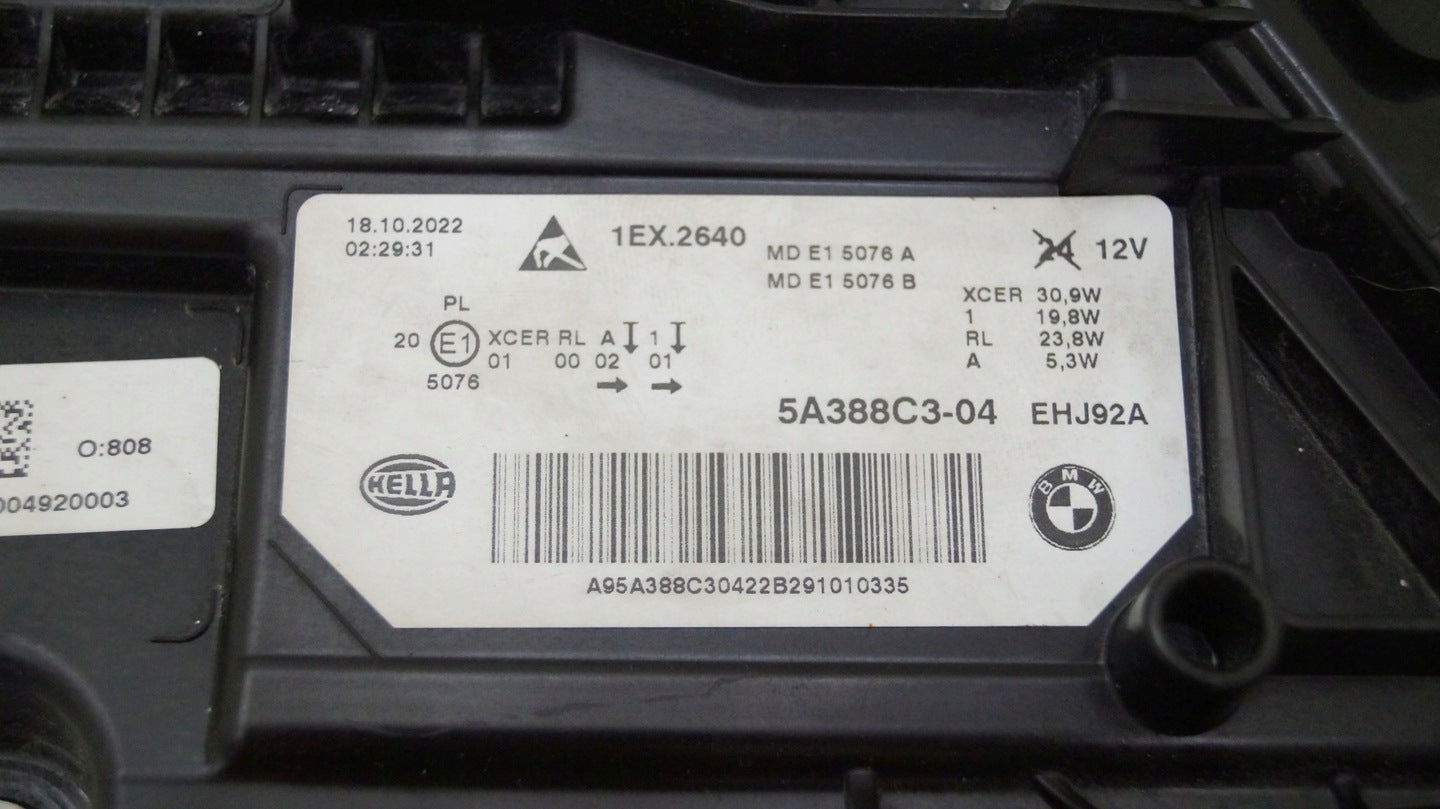 18.10.2022
02:29:31
1EX.2640
MD E1 5076 A
MD E1 5076 B
24 12V
XCER 30,9W
1 19,8W
RL 23,8W
A 5,3W
PL
20 E1 XCER RL A 1
01 00 02 01
5076
5A388C3-04 EHJ92A
HELLA
BMW
A95A388C30422B291010335
O:808
004920003